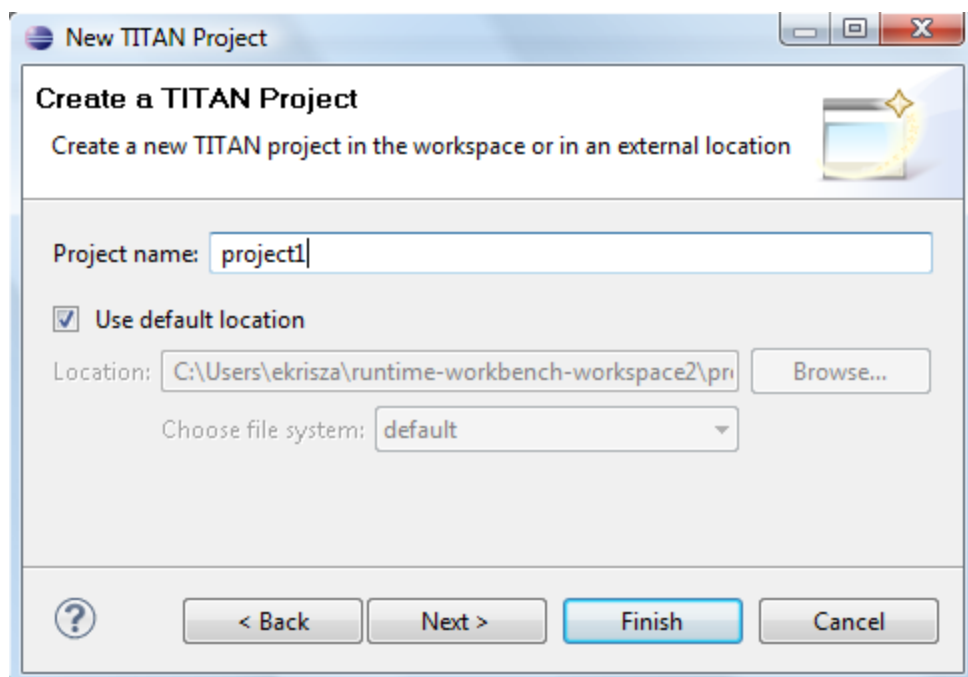 New TITAN Project
Create a TITAN Project
Create a new TITAN project in the workspace or in an external location
Project name: project1
Use default location
Location: C:\Users\ekrisza\runtime-workbench-workspace2\pr Browse...
Choose file system: default
? < Back Next > Finish Cancel